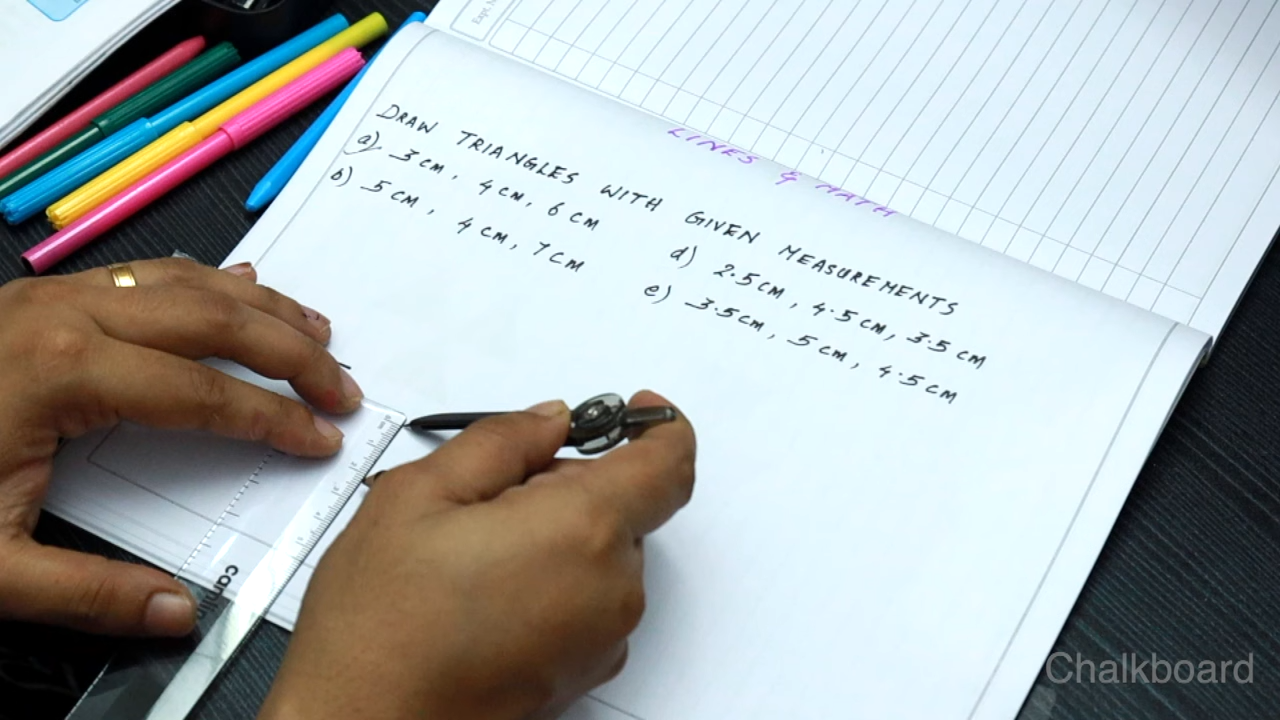 LINES & MATH
DRAW TRIANGLES WITH GIVEN MEASUREMENTS
a) 3 cm, 4 cm, 6 cm
b) 5 cm, 4 cm, 7 cm
d) 2.5 cm, 4.5 cm, 3.5 cm
e) 3.5 cm, 5 cm, 4.5 cm
Chalkboard